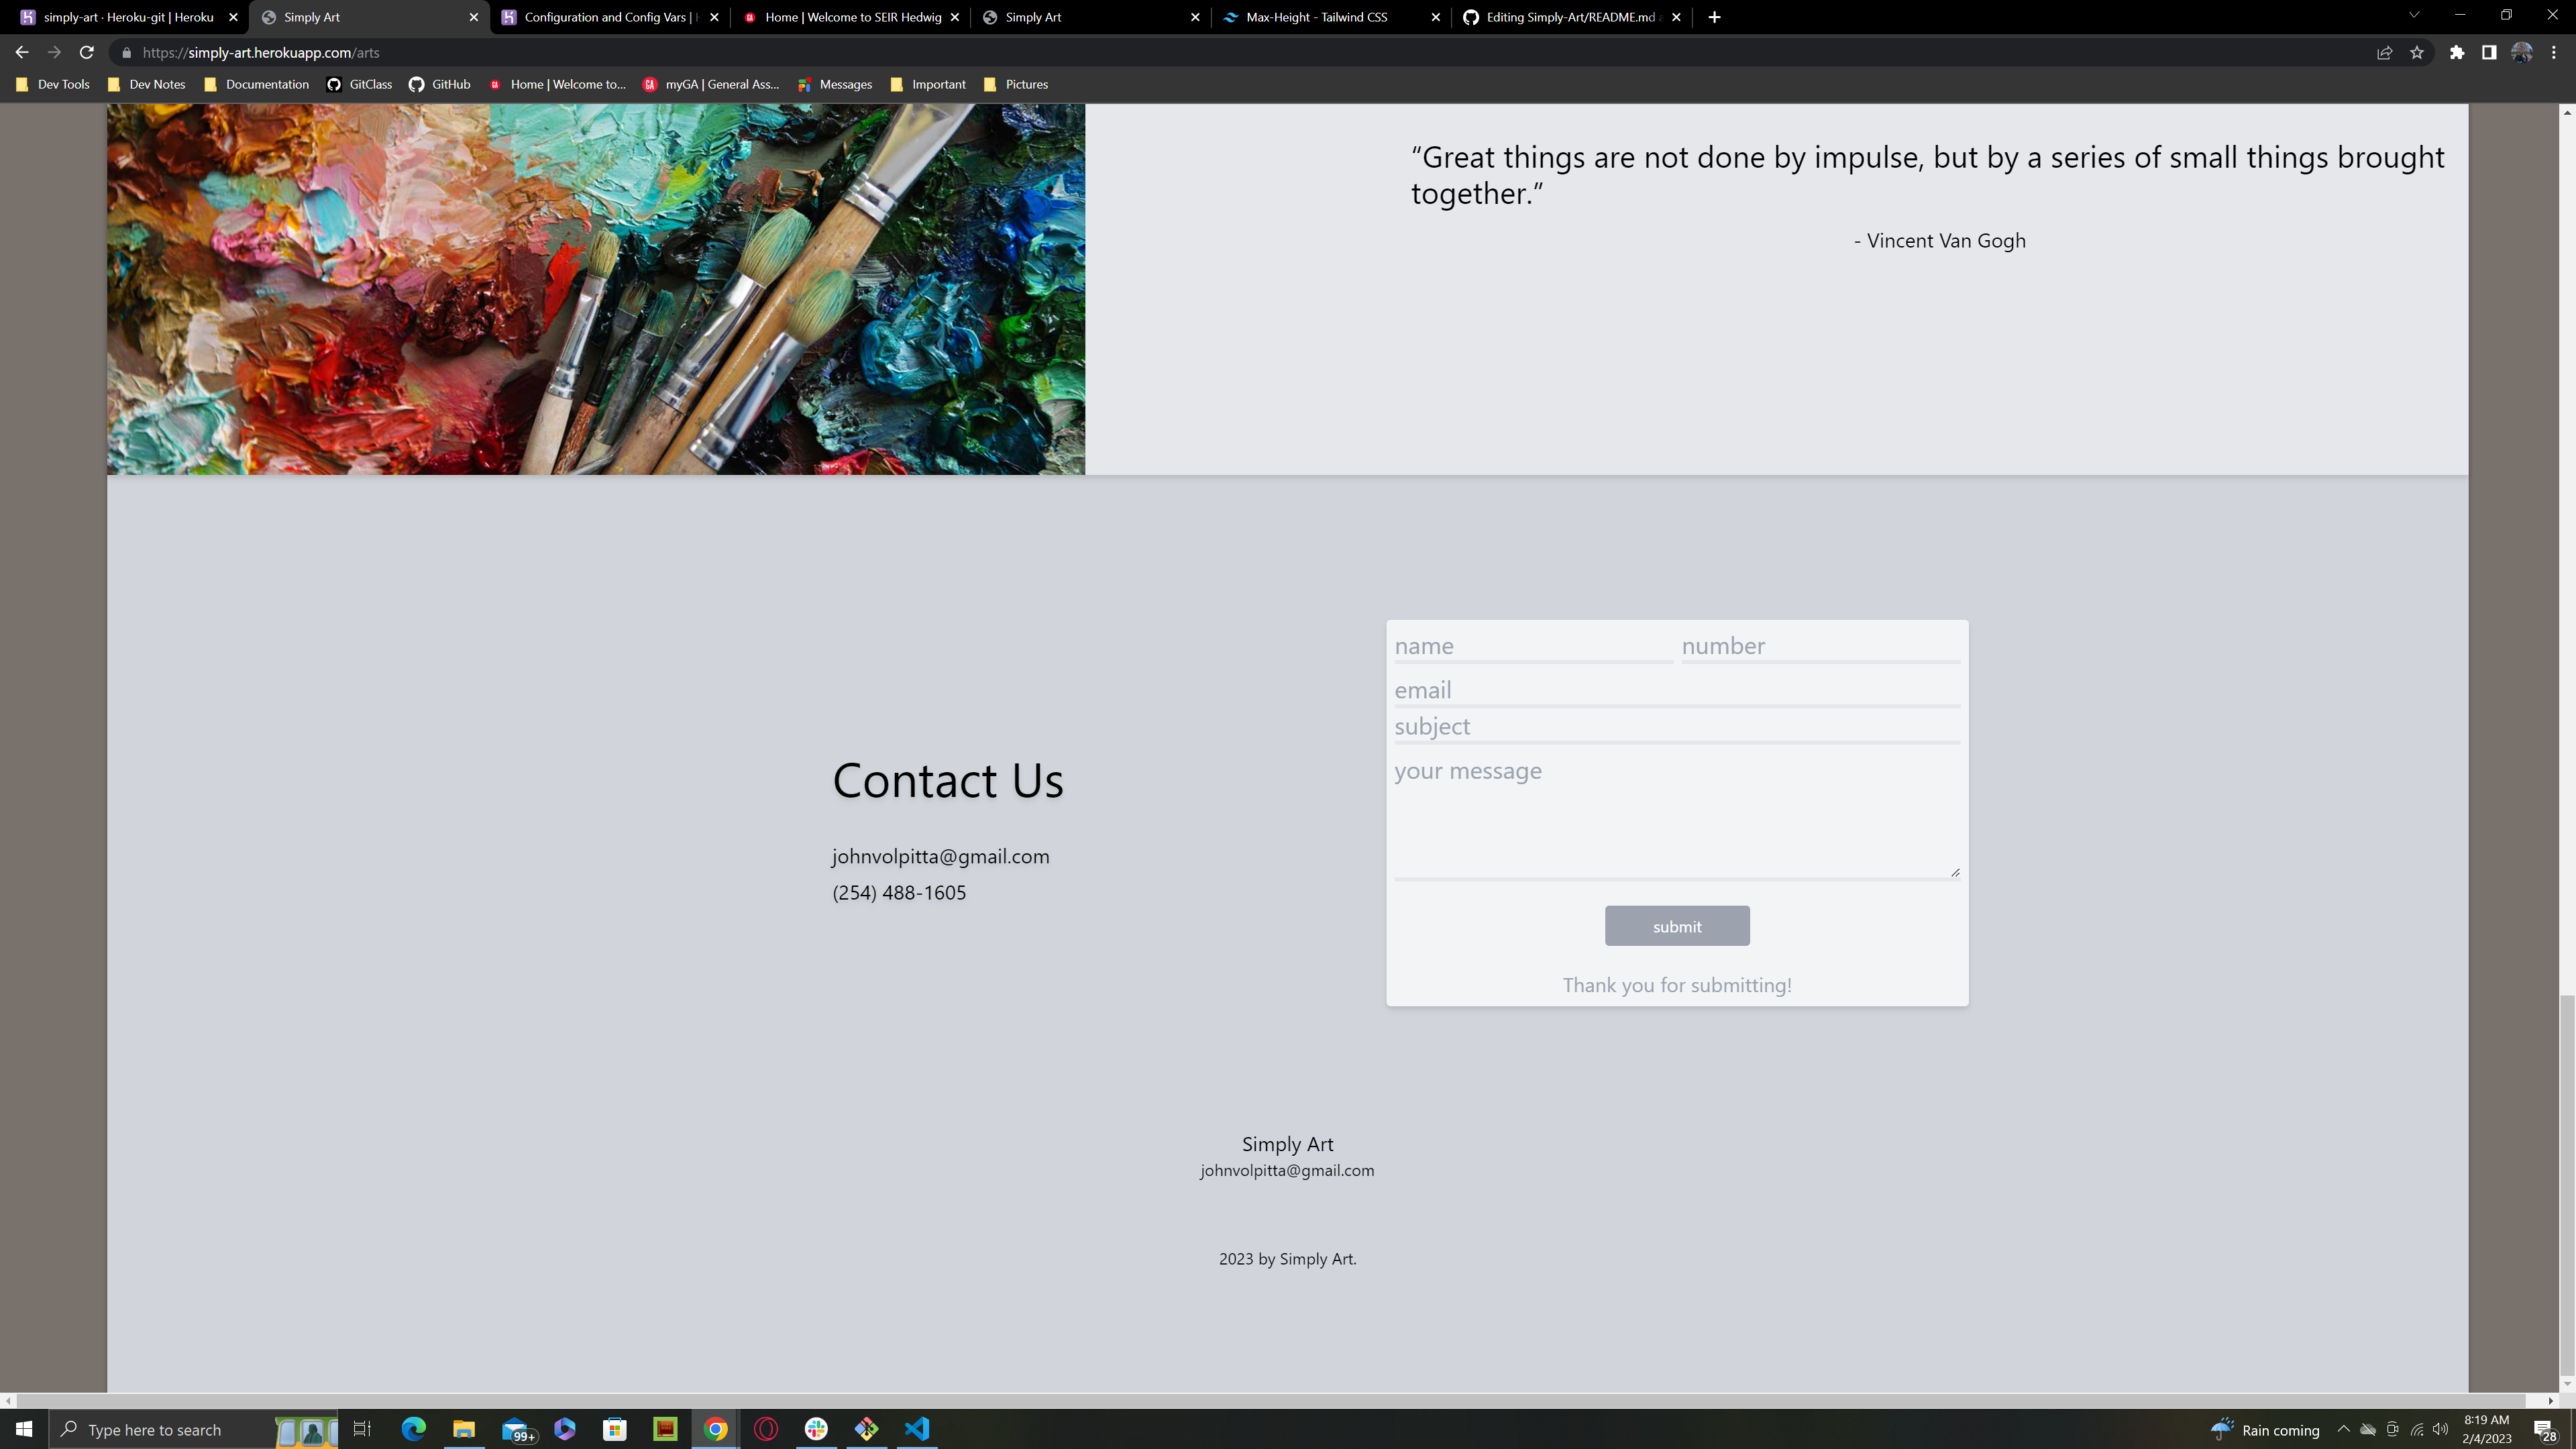 simply-art · Heroku-git | Heroku
Simply Art
Configuration and Config Vars |
Home | Welcome to SEIR Hedwig
Simply Art
Max-Height - Tailwind CSS
Editing Simply-Art/README.md
https://simply-art.herokuapp.com/arts
Dev Tools
Dev Notes
Documentation
GitClass
GitHub
Home | Welcome to...
myGA | General Ass...
Messages
Important
Pictures
“Great things are not done by impulse, but by a series of small things brought
together.”
- Vincent Van Gogh
name
number
email
subject
your message
submit
Thank you for submitting!
Contact Us
johnvolpitta@gmail.com
(254) 488-1605
Simply Art
johnvolpitta@gmail.com
2023 by Simply Art.
Type here to search
99+
Rain coming
8:19 AM
2/4/2023
28